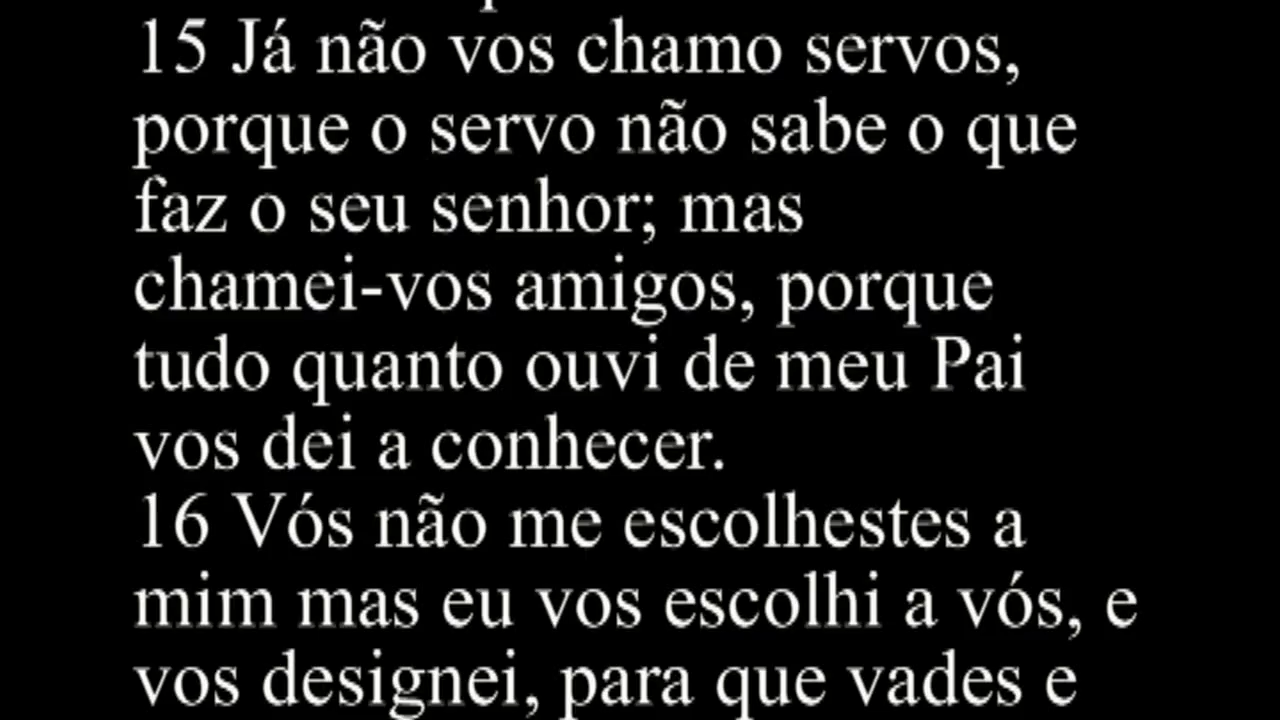 15 Já não vos chamo servos,
porque o servo não sabe o que
faz o seu senhor; mas
chamei-vos amigos, porque
tudo quanto ouvi de meu Pai
vos dei a conhecer.
16 Vós não me escolhestes a
mim mas eu vos escolhi a vós, e
vos designei, para que vades e